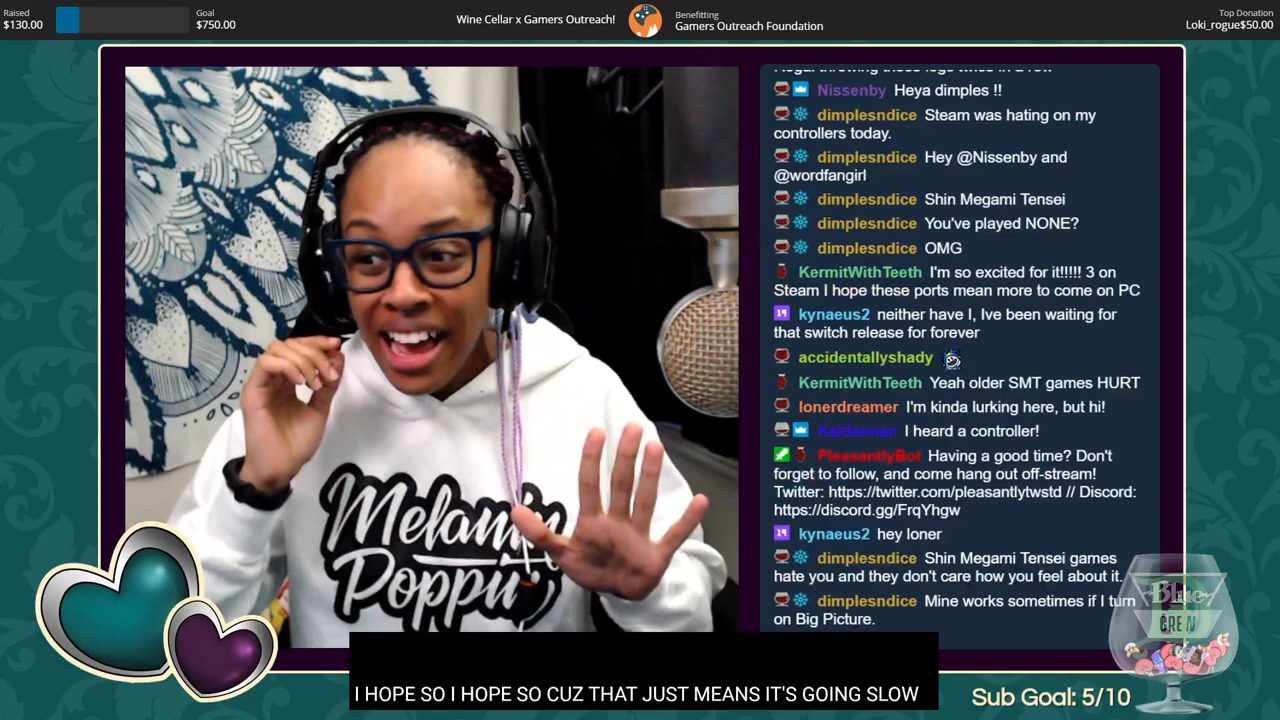 Raised
$130.00
Goal
$750.00
Wine Cellar x Gamers Outreach!
Benefitting
Gamers Outreach Foundation
Top Donation
Loki_rogue$50.00
Nissenby Heya dimples !!
dimplesndice Steam was hating on my
controllers today.
dimplesndice Hey @Nissenby and
@wordfangirl
dimplesndice Shin Megami Tensei
dimplesndice You've played NONE?
dimplesndice OMG
KermitWithTeeth I'm so excited for it!!!!! 3 on
Steam I hope these ports mean more to come on PC
kynaeus2 neither have I, Ive been waiting for
that switch release for forever
accidentallyshady
KermitWithTeeth Yeah older SMT games HURT
lonerdreamer I'm kinda lurking here, but hi!
Kaldannan I heard a controller!
PleasantlyBot Having a good time? Don't
forget to follow, and come hang out off-stream!
Twitter: https://twitter.com/pleasantlytwstd // Discord:
https://discord.gg/FrqYhgw
kynaeus2 hey loner
dimplesndice Shin Megami Tensei games
hate you and they don't care how you feel about it.
dimplesndice Mine works sometimes if I turn
on Big Picture.
Melanin
Poppin
Blue
CREW
I HOPE SO I HOPE SO CUZ THAT JUST MEANS IT'S GOING SLOW
Sub Goal: 5/10